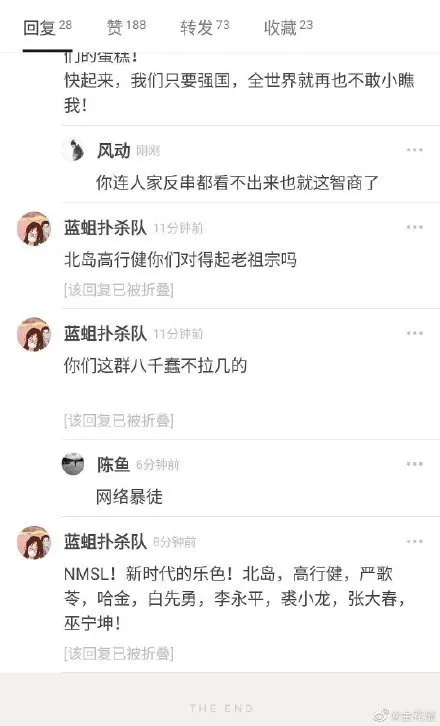 回复 28 赞 188 转发 73 收藏 23
们的蛋糕！
快起来，我们只要强国，全世界就再也不敢小瞧
我！
风动 刚刚
你连人家反串都看不出来也就这智商了
蓝蛆扑杀队 11分钟前
北岛高行健你们对得起老祖宗吗
[该回复已被折叠]
蓝蛆扑杀队 11分钟前
你们这群八千蠢不拉几的
[该回复已被折叠]
陈鱼 6分钟前
网络暴徒
蓝蛆扑杀队 8分钟前
NMSL！新时代的乐色！北岛，高行健，严歌
苓，哈金，白先勇，李永平，裘小龙，张大春，
巫宁坤！
[该回复已被折叠]
THE END